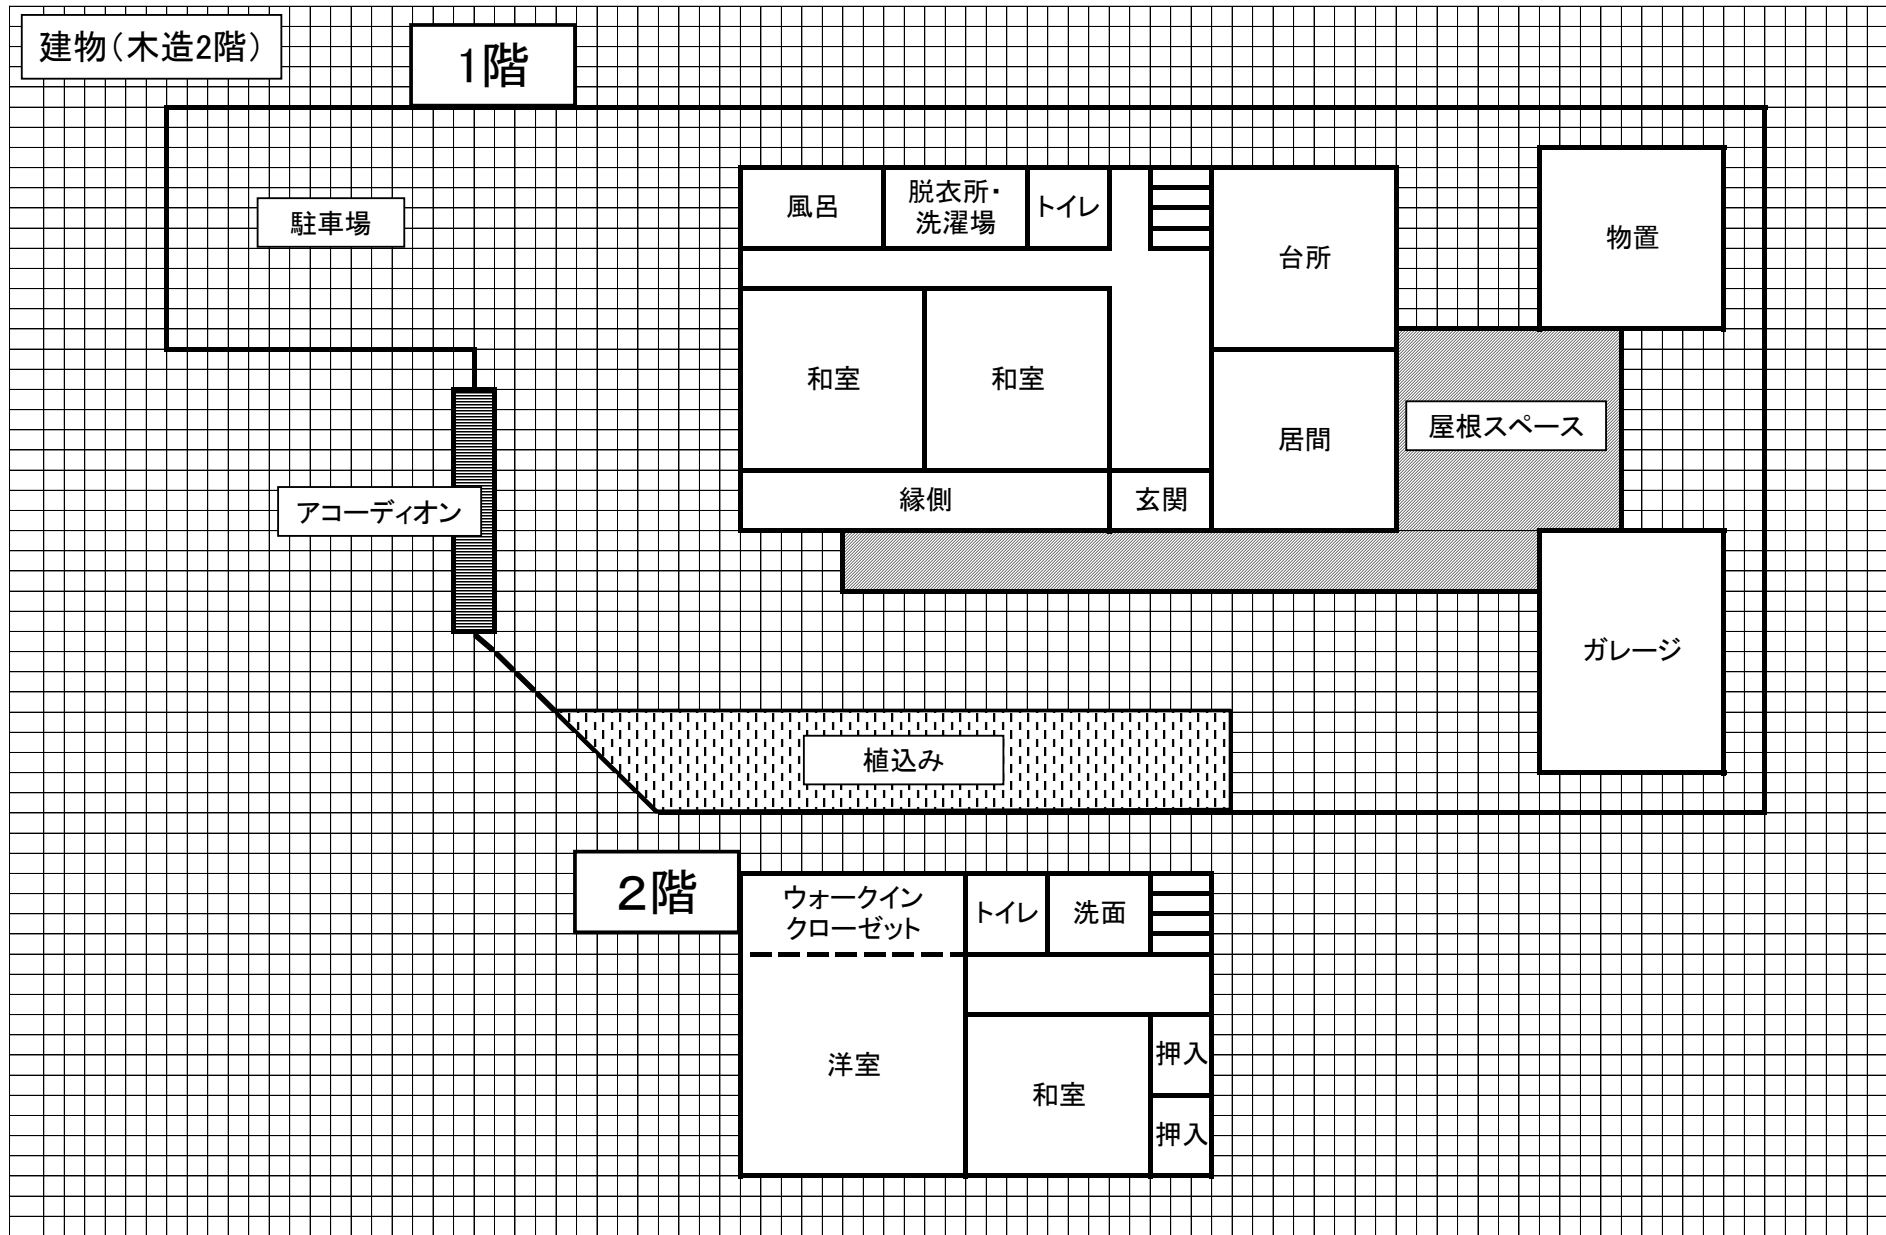 建物(木造2階)
1階
駐車場
風呂
脱衣所・
洗濯場
トイレ
台所
物置
和室
和室
居間
屋根スペース
アコーディオン
縁側
玄関
ガレージ
植込み
2階
ウォークイン
クローゼット
トイレ
洗面
洋室
和室
押入
押入